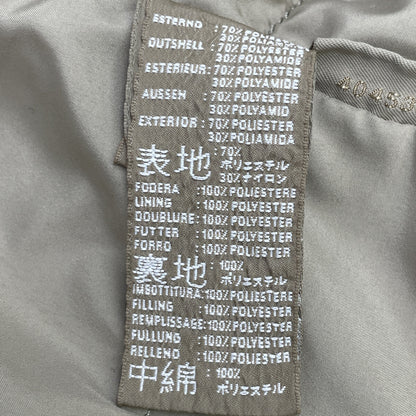 ESTERNO :70% POLIESTERE
30% POLIAMIDE
OUTSHELL :70% POLYESTER
30% POLYAMIDE
ESTERIEUR:70% POLYESTER
30% POLYAMIDE
AUSSEH :70% POLYESTER
30% POLYAMID
EXTERIOR :70% POLIESTER
30% POLIAMIDA
表地 :70%
ポリエステル
30%ナイロン
FODERA :100% POLIESTERE
LINING :100% POLYESTER
DOUBLURE :100% POLYESTER
FUTTER :100% POLYESTER
FORRO :100% POLIESTER
裏地 :100%
ポリエステル
IMBOTTITURA:100% POLIESTERE
FILLING :100% POLYESTER
REMPLISSAGE:100% POLYESTER
FULLUNG :100% POLYESTER
RELLENO :100% POLIESTER
中綿 :100%
ポリエステル